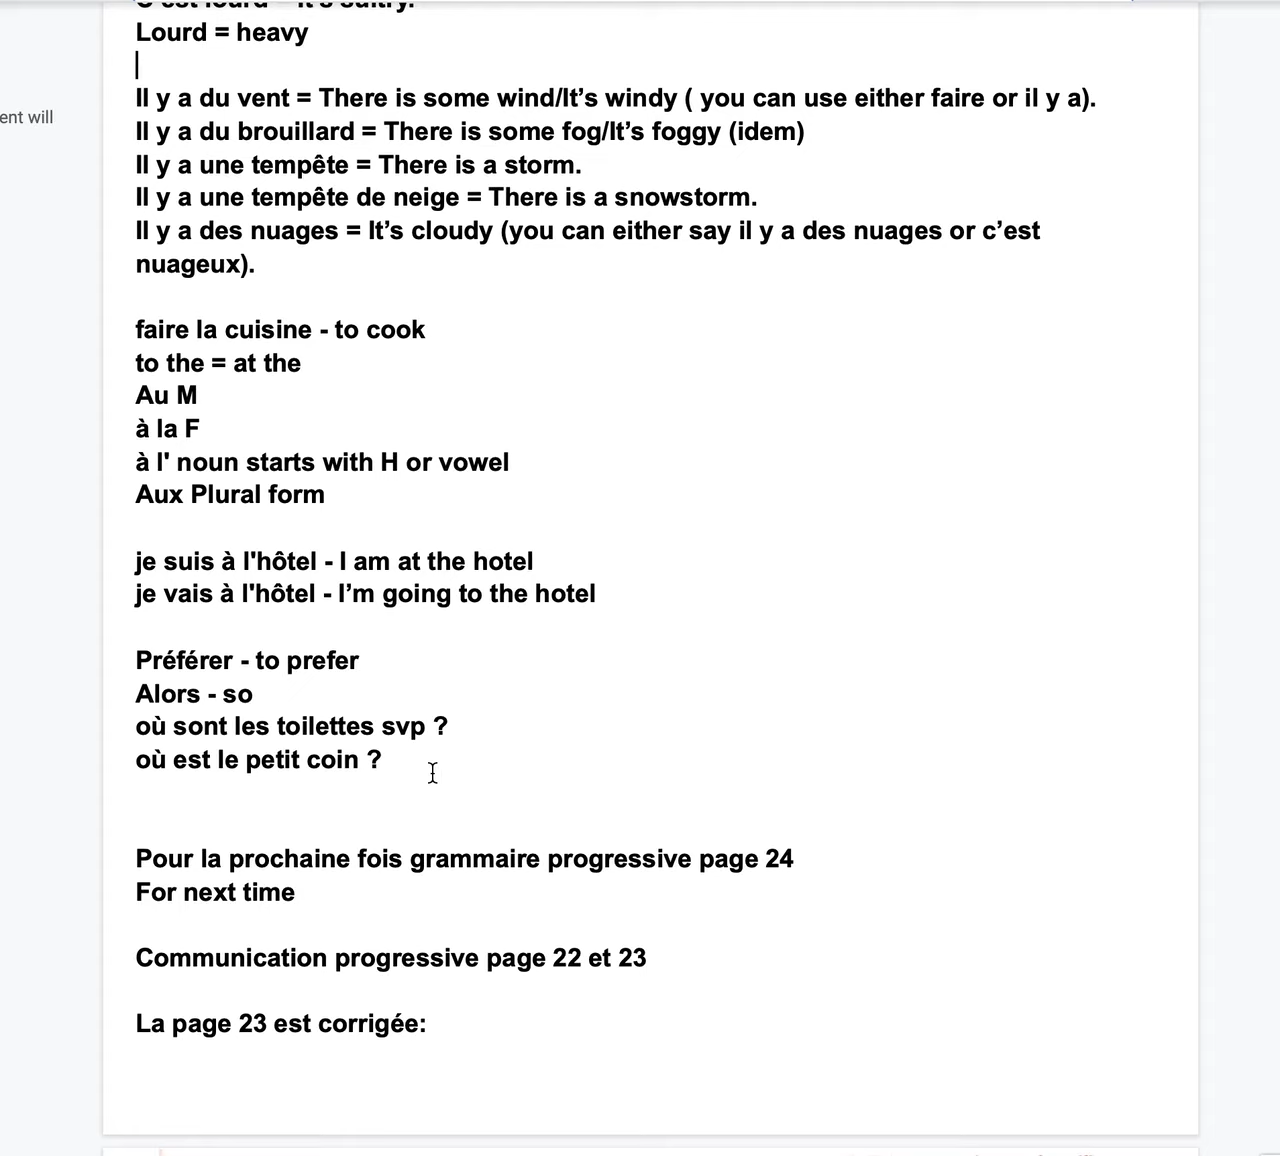 C'est lourd = It's sultry.
Lourd = heavy
Il y a du vent = There is some wind/It’s windy ( you can use either faire or il y a).
ent will
Il y a du brouillard = There is some fog/It’s foggy (idem)
Il y a une tempête = There is a storm.
Il y a une tempête de neige = There is a snowstorm.
Il y a des nuages = It’s cloudy (you can either say il y a des nuages or c’est
nuageux).
faire la cuisine - to cook
to the = at the
Au M
à la F
à l' noun starts with H or vowel
Aux Plural form
je suis à l'hôtel - I am at the hotel
je vais à l'hôtel - I’m going to the hotel
Préférer - to prefer
Alors - so
où sont les toilettes svp ?
où est le petit coin ?
Pour la prochaine fois grammaire progressive page 24
For next time
Communication progressive page 22 et 23
La page 23 est corrigée: